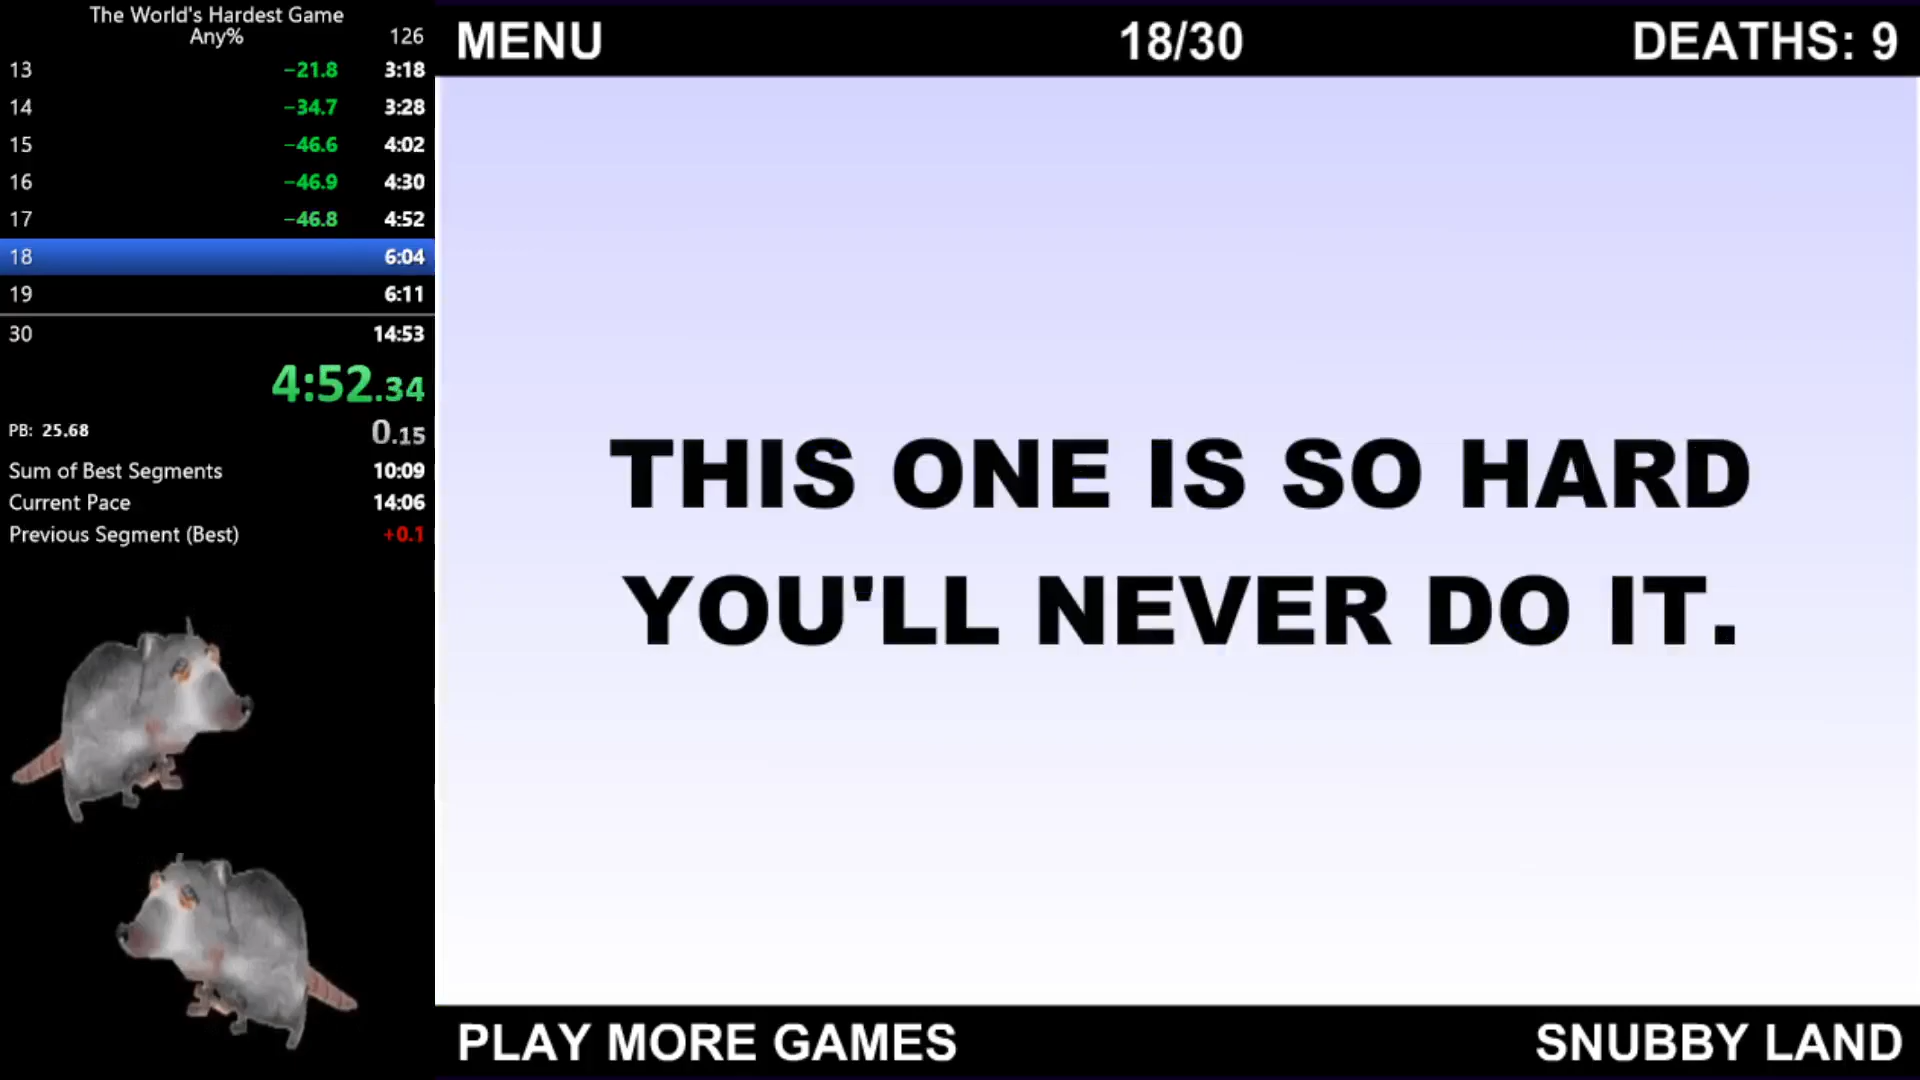 The World's Hardest Game
Any% 126
13 −21.8 3:18
14 −34.7 3:28
15 −46.6 4:02
16 −46.9 4:30
17 −46.8 4:52
18 6:04
19 6:11
30 14:53
4:52.34
PB: 25.68 0.15
Sum of Best Segments 10:09
Current Pace 14:06
Previous Segment (Best) +0.1
MENU 18/30 DEATHS: 9
THIS ONE IS SO HARD
YOU'LL NEVER DO IT.
PLAY MORE GAMES SNUBBY LAND